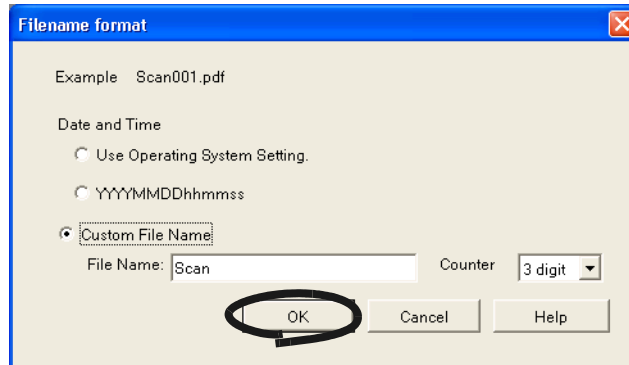 Filename format
Example Scan001.pdf
Date and Time
Use Operating System Setting.
YYYYMMDDhhmmss
Custom File Name
File Name: Scan Counter 3 digit
OK Cancel Help